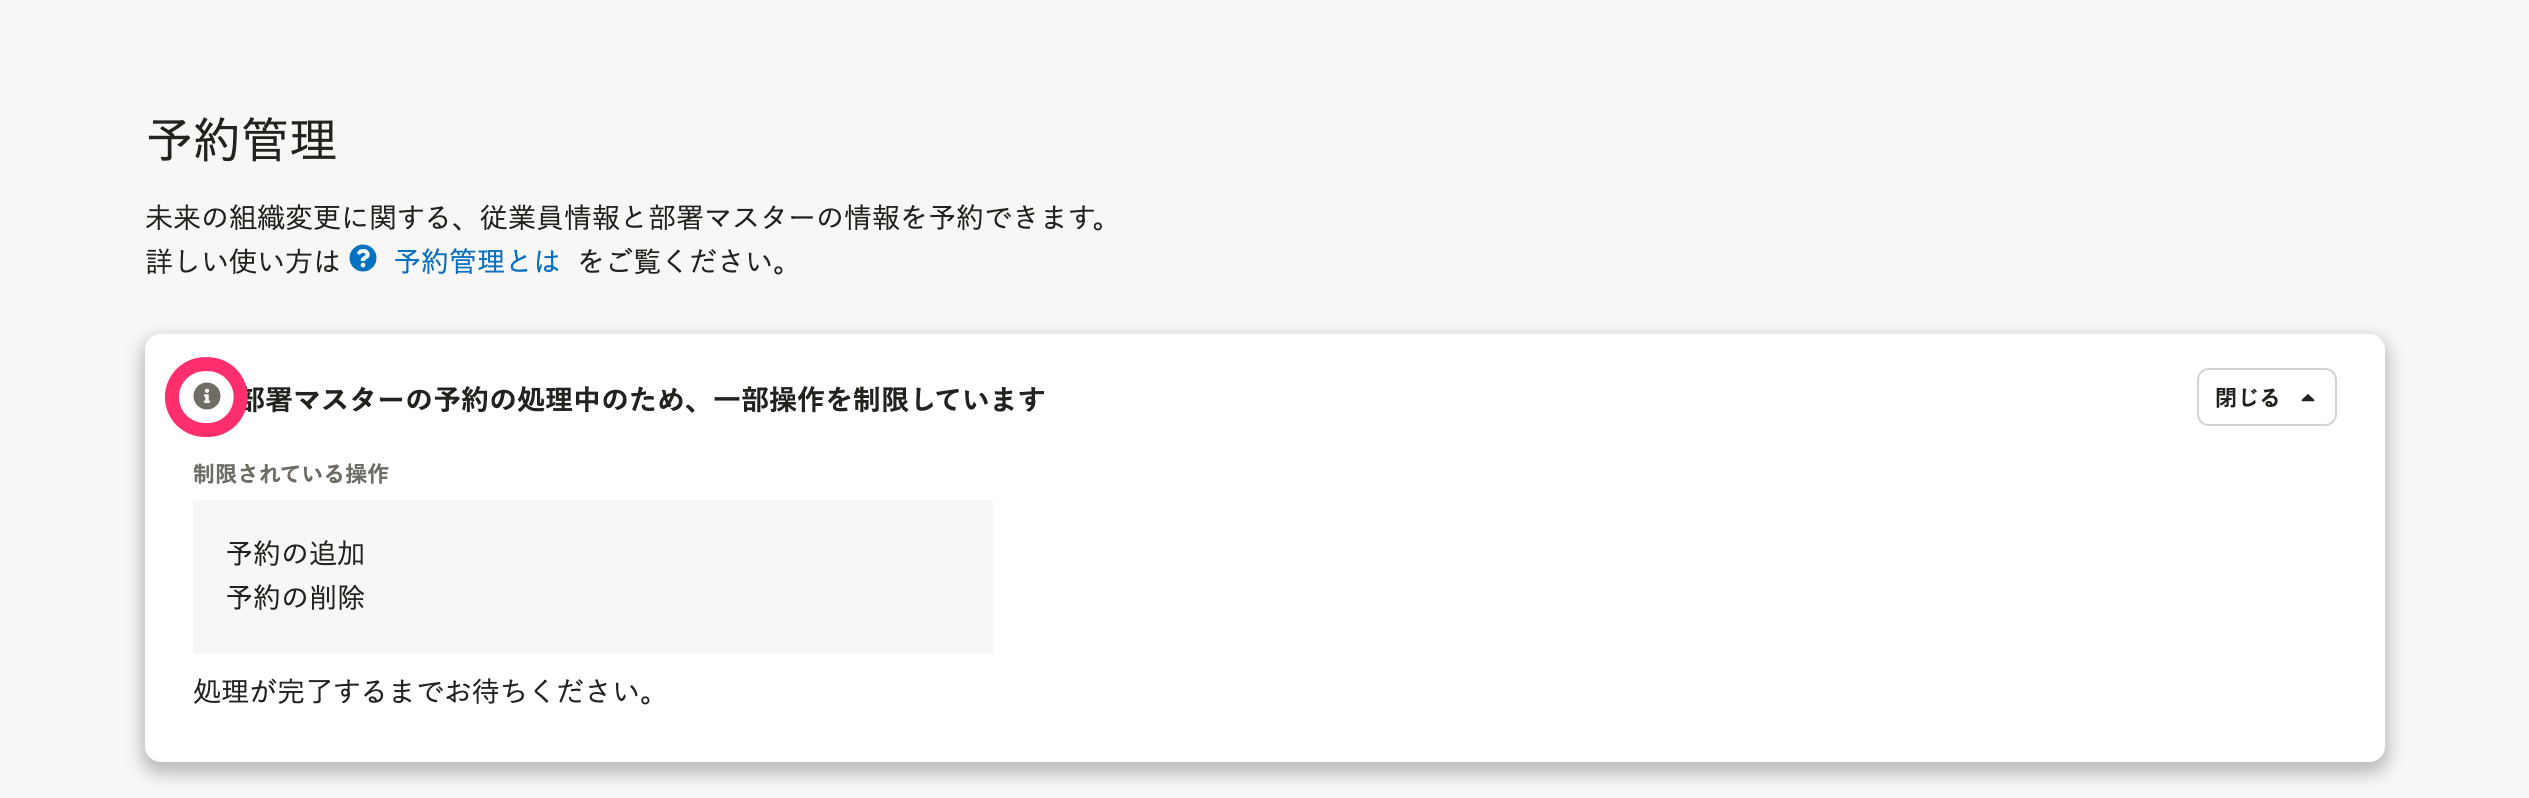 予約管理
未来の組織変更に関する、従業員情報と部署マスターの情報を予約できます。
詳しい使い方は 予約管理とは をご覧ください。
部署マスターの予約の処理中のため、一部操作を制限しています
閉じる
制限されている操作
予約の追加
予約の削除
処理が完了するまでお待ちください。